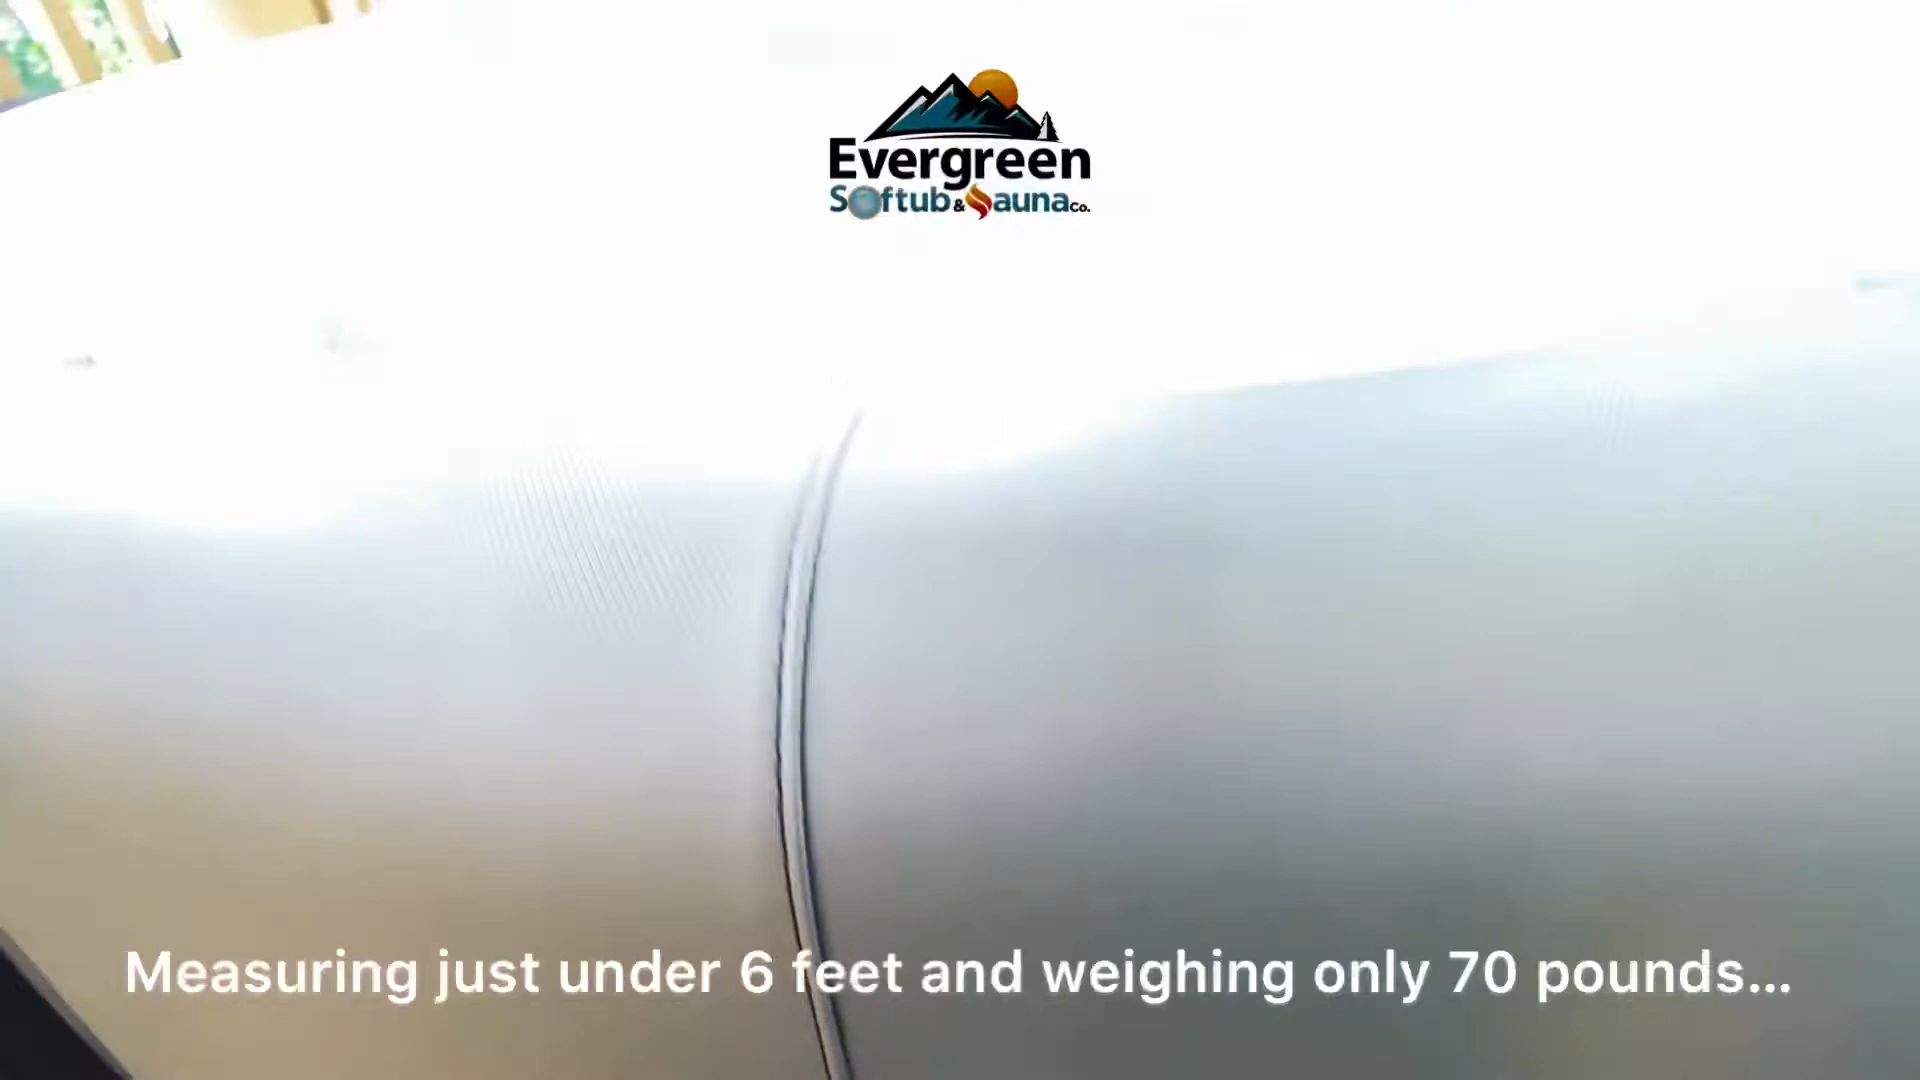 Evergreen
Softub & Sauna Co.
Measuring just under 6 feet and weighing only 70 pounds...